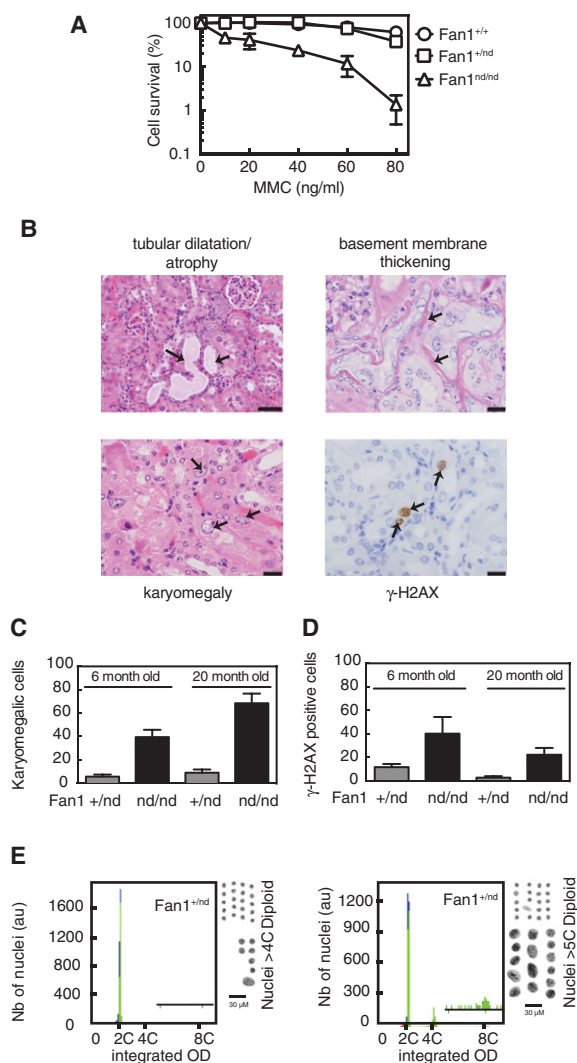 A
Cell survival (%)
100
10
1
0.1
0
20
40
60
80
MMC (ng/ml)
Fan1+/+
Fan1+/nd
Fan1nd/nd
B
tubular dilatation/
atrophy
basement membrane
thickening
karyomegaly
γ-H2AX
C
Karyomegalic cells
100
80
60
40
20
0
6 month old
20 month old
Fan1 +/nd nd/nd +/nd nd/nd
D
γ-H2AX positive cells
100
80
60
40
20
0
6 month old
20 month old
Fan1 +/nd nd/nd +/nd nd/nd
E
Nb of nuclei (au)
1600
1200
800
400
0
Fan1+/nd
0 2C 4C 8C
integrated OD
Nuclei >4C Diploid
30 µM
Nb of nuclei (au)
1200
900
600
300
0
Fan1+/nd
0 2C 4C 8C
integrated OD
Nuclei >5C Diploid
30 µM